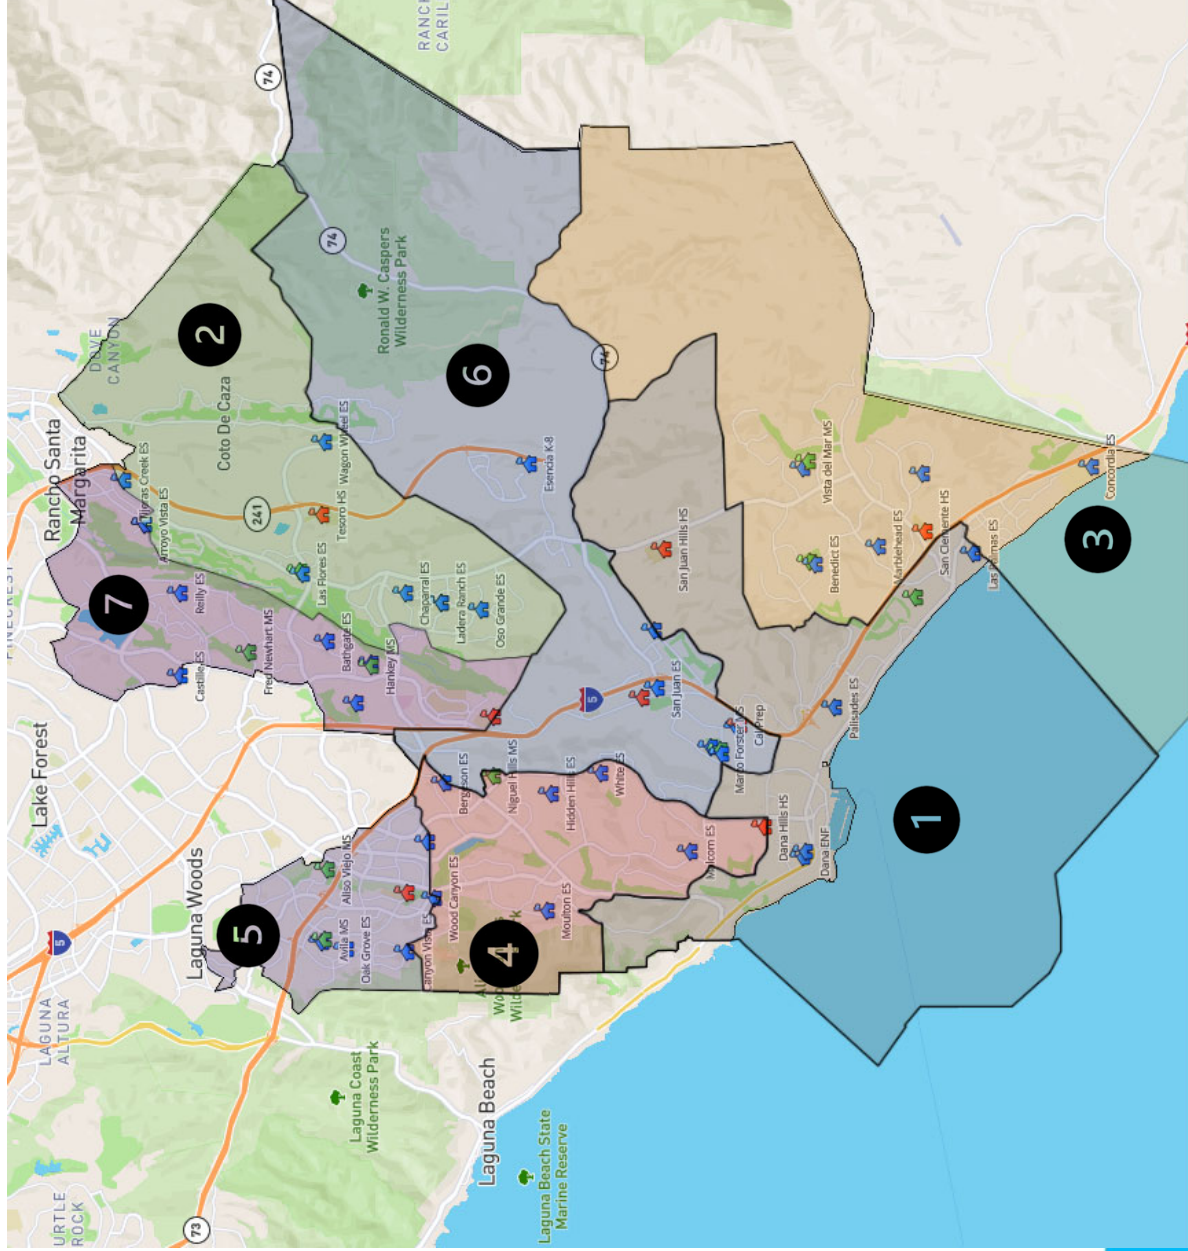 Rancho Santa
Margarita
DOVE
CANYON
RANCH
CARIL
74
2
Coto De Caza
74
Ronald W. Caspers
Wilderness Park
6
74
Tijeras Creek ES
Arroyo Vista ES
241
Tesoro HS
Wagon Wheel ES
Las Flores ES
Chaparral ES
Ladera Ranch ES
Oso Grande ES
Esencia K-8
7
Reilly ES
Castille ES
Fred Newhart MS
Bathgate ES
Hankey MS
Lake Forest
5
Laguna Woods
5
LAGUNA
ALTURA
Aliso Viejo MS
Avila MS
Oak Grove ES
Canyon Vista ES
Wood Canyon ES
4
Moulton ES
Bergeson ES
Niguel Hills MS
Hidden Hills ES
White ES
Malcom ES
5
San Juan ES
Marco Forster MS
Cal Prep
San Juan Hills HS
Dana Hills HS
Dana ENF
Palisades ES
Vista del Mar MS
Benedict ES
Marblehead ES
San Clemente HS
Las Palmas ES
Concordia ES
3
1
Laguna Coast
Wilderness Park
Laguna Beach
Laguna Beach State
Marine Reserve
73
URTLE
ROCK